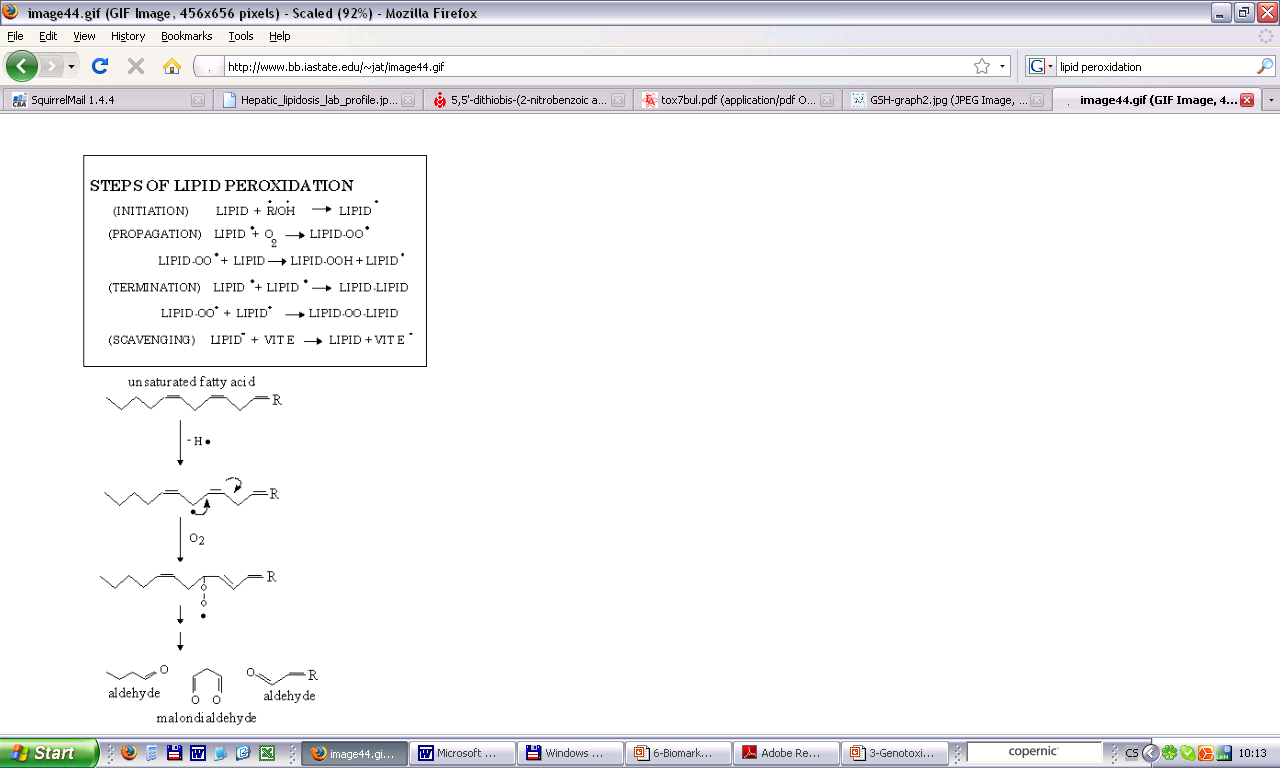 image44.gif (GIF Image, 456x656 pixels) - Scaled (92%) - Mozilla Firefox
File Edit View History Bookmarks Tools Help
http://www.bb.iastate.edu/~jat/image44.gif
G lipid peroxidation
SquirrelMail 1.4.4
Hepatic_lipidosis_lab_profile.jp...
5,5'-dithiobis-(2-nitrobenzoic a...
tox7bul.pdf (application/pdf O...
GSH-graph2.jpg (JPEG Image, ...
image44.gif (GIF Image, 4...
STEPS OF LIPID PEROXIDATION
(INITIATION) LIPID + R•/OH• → LIPID•
(PROPAGATION) LIPID• + O2 → LIPID-OO•
LIPID-OO• + LIPID → LIPID-OOH + LIPID•
(TERMINATION) LIPID• + LIPID• → LIPID-LIPID
LIPID-OO• + LIPID• → LIPID-OO-LIPID
(SCAVENGING) LIPID• + VIT E → LIPID + VIT E•
unsaturated fatty acid
R
- H•
R
O2
R
O
O
•
O O R
aldehyde O O aldehyde
malondialdehyde
Start
image44.gi...
Microsoft ...
Windows ...
6-Biomark...
Adobe Re...
3-Genotoxi...
copernic
CS
10:13